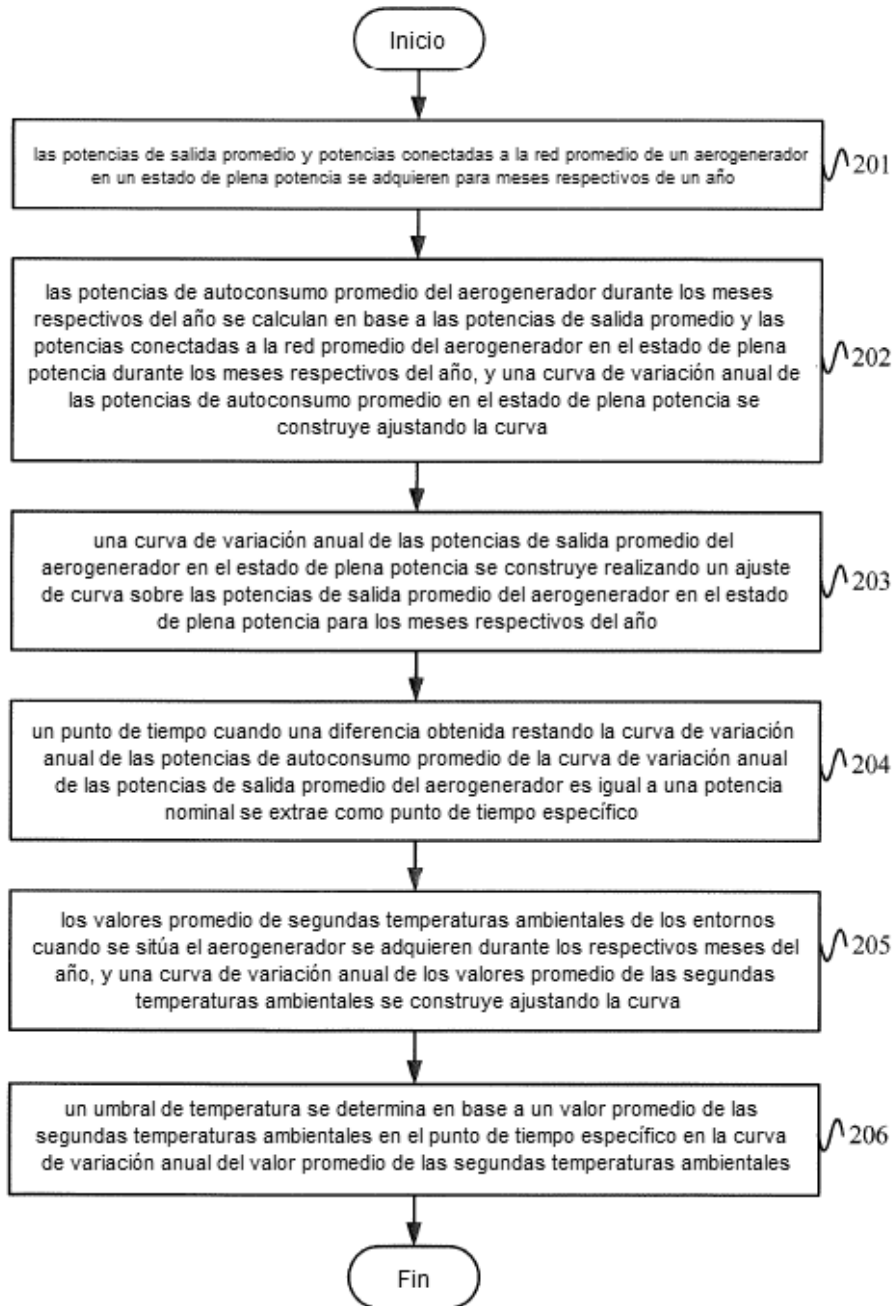 Inicio
las potencias de salida promedio y potencias conectadas a la red promedio de un aerogenerador
en un estado de plena potencia se adquieren para meses respectivos de un año
201
las potencias de autoconsumo promedio del aerogenerador durante los meses
respectivos del año se calculan en base a las potencias de salida promedio y las
potencias conectadas a la red promedio del aerogenerador en el estado de plena
potencia durante los meses respectivos del año, y una curva de variación anual de
las potencias de autoconsumo promedio en el estado de plena potencia se
construye ajustando la curva
202
una curva de variación anual de las potencias de salida promedio del
aerogenerador en el estado de plena potencia se construye realizando un ajuste
de curva sobre las potencias de salida promedio del aerogenerador en el estado
de plena potencia para los meses respectivos del año
203
un punto de tiempo cuando una diferencia obtenida restando la curva de variación
anual de las potencias de autoconsumo promedio de la curva de variación anual
de las potencias de salida promedio del aerogenerador es igual a una potencia
nominal se extrae como punto de tiempo específico
204
los valores promedio de segundas temperaturas ambientales de los entornos
cuando se sitúa el aerogenerador se adquieren durante los respectivos meses del
año, y una curva de variación anual de los valores promedio de las segundas
temperaturas ambientales se construye ajustando la curva
205
un umbral de temperatura se determina en base a un valor promedio de las
segundas temperaturas ambientales en el punto de tiempo específico en la curva
de variación anual del valor promedio de las segundas temperaturas ambientales
206
Fin